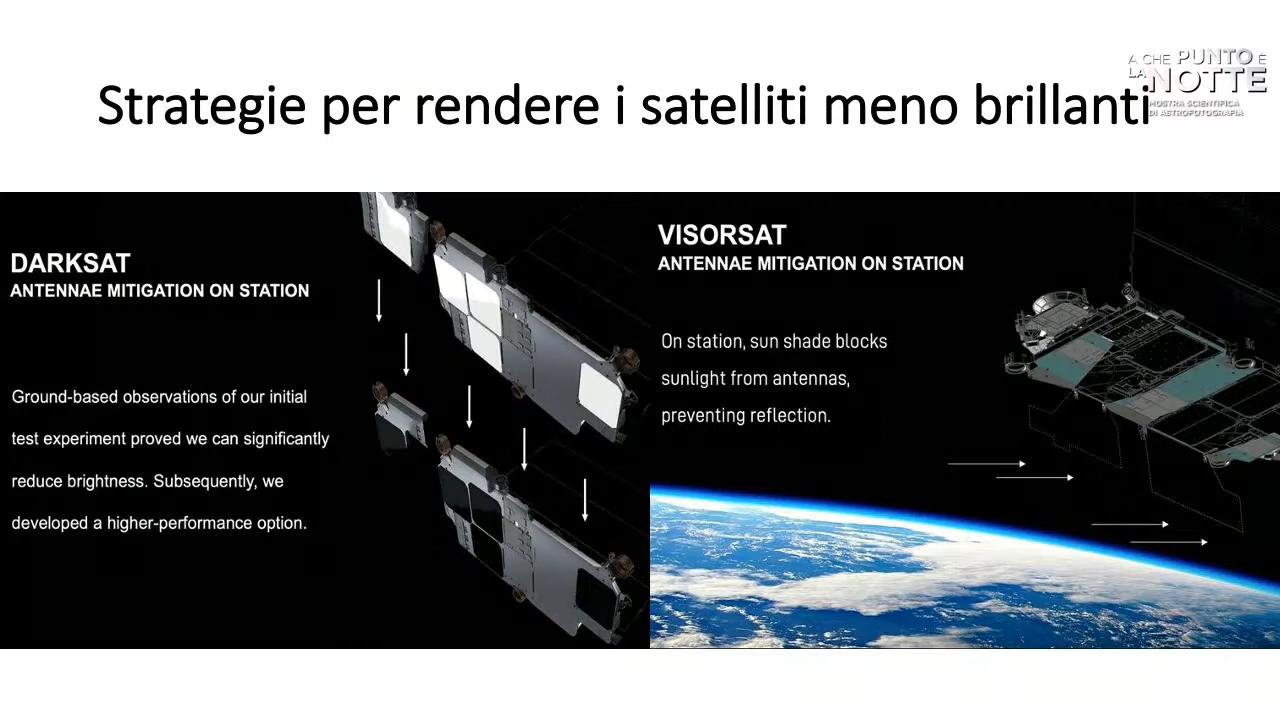 Strategie per rendere i satelliti meno brillanti
A CHE PUNTO È
LA NOTTE
MOSTRA SCIENTIFICA
DI ASTROFOTOGRAFIA
DARKSAT
ANTENNAE MITIGATION ON STATION
Ground-based observations of our initial
test experiment proved we can significantly
reduce brightness. Subsequently, we
developed a higher-performance option.
VISORSAT
ANTENNAE MITIGATION ON STATION
On station, sun shade blocks
sunlight from antennas,
preventing reflection.